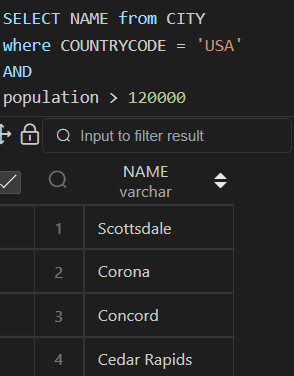 SELECT NAME from CITY
where COUNTRYCODE = 'USA'
AND
population > 120000
Input to filter result
NAME
varchar
1 Scottsdale
2 Corona
3 Concord
4 Cedar Rapids